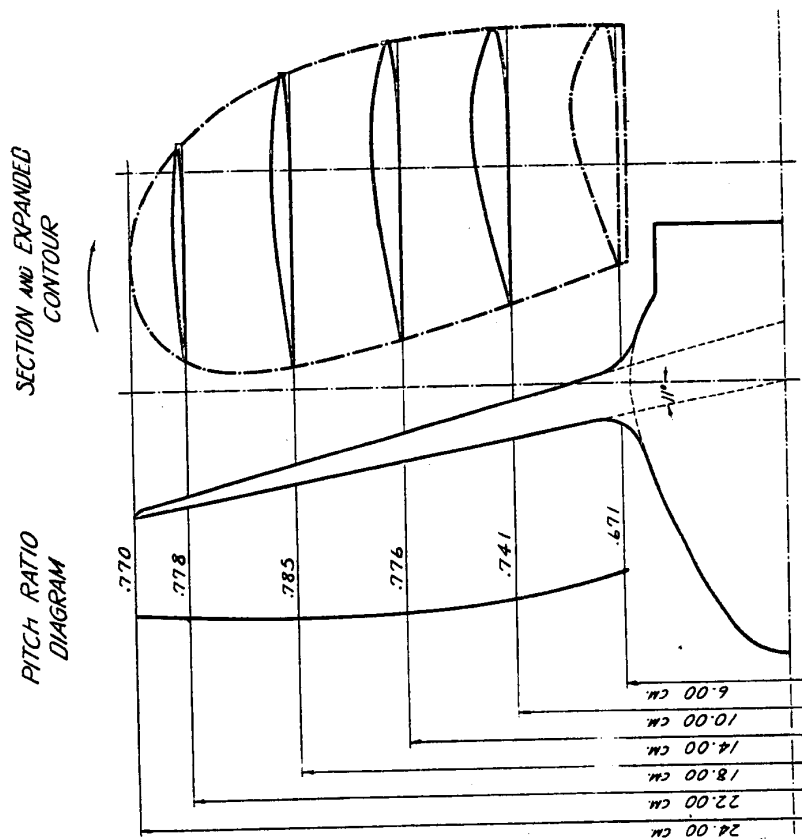 SECTION AND EXPANDED
CONTOUR
PITCH RATIO
DIAGRAM
.770
.778
.785
.776
.741
.671
11°
6.00 CM.
10.00 CM.
14.00 CM.
18.00 CM.
22.00 CM.
24.00 CM.